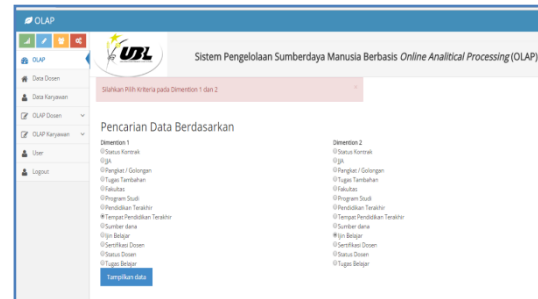 OLAP
UBL
Sistem Pengelolaan Sumberdaya Manusia Berbasis Online Analitical Processing (OLAP)
OLAP
Data Dosen
Data Karyawan
OLAP Dosen
OLAP Karyawan
User
Logout
Silahkan Pilih Kriteria pada Dimention 1 dan 2
×
Pencarian Data Berdasarkan
Dimention 1
Status Kontrak
JJA
Pangkat / Golongan
Tugas Tambahan
Fakultas
Program Studi
Pendidikan Terakhir
Tempat Pendidikan Terakhir
Sumber dana
Ijin Belajar
Sertifikasi Dosen
Status Dosen
Tugas Belajar
Dimention 2
Status Kontrak
JJA
Pangkat / Golongan
Tugas Tambahan
Fakultas
Program Studi
Pendidikan Terakhir
Tempat Pendidikan Terakhir
Sumber dana
Ijin Belajar
Sertifikasi Dosen
Status Dosen
Tugas Belajar
Tampilkan data